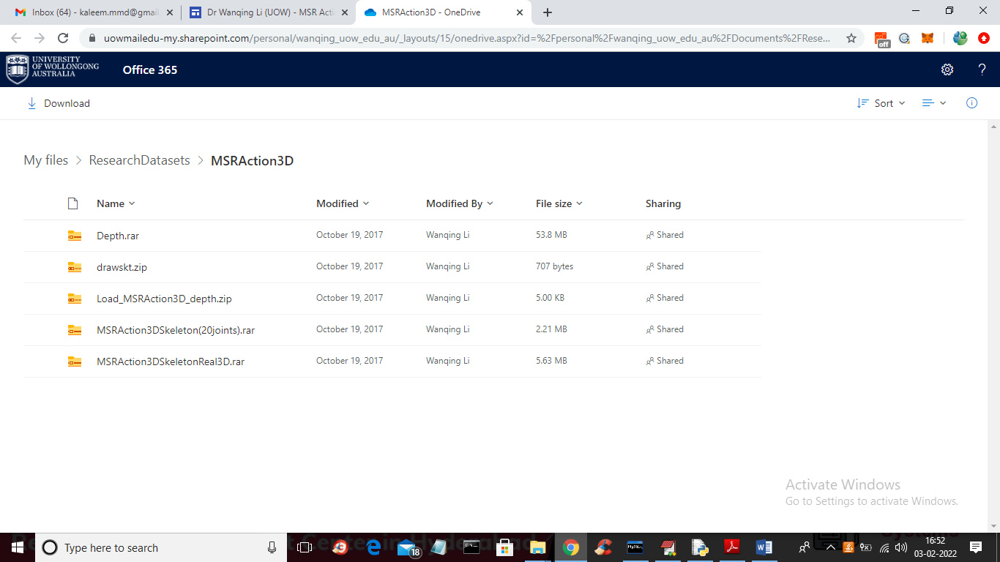 Inbox (64) - kaleem.mmd@gmail
Dr Wanqing Li (UOW) - MSR Acti
MSRAction3D - OneDrive
uowmailedu-my.sharepoint.com/personal/wanqing_uow_edu_au/_layouts/15/onedrive.aspx?id=%2Fpersonal%2Fwanqing_uow_edu_au%2FDocuments%2FRese...
off
UNIVERSITY
OF WOLLONGONG
AUSTRALIA
Office 365
?
Download
Sort
My files > ResearchDatasets > MSRAction3D
Name Modified Modified By File size Sharing
Depth.rar October 19, 2017 Wanqing Li 53.8 MB Shared
drawskt.zip October 19, 2017 Wanqing Li 707 bytes Shared
Load_MSRAction3D_depth.zip October 19, 2017 Wanqing Li 5.00 KB Shared
MSRAction3DSkeleton(20joints).rar October 19, 2017 Wanqing Li 2.21 MB Shared
MSRAction3DSkeletonReal3D.rar October 19, 2017 Wanqing Li 5.63 MB Shared
Activate Windows
Go to Settings to activate Windows.
Type here to search
18
MySQL
16:52
03-02-2022